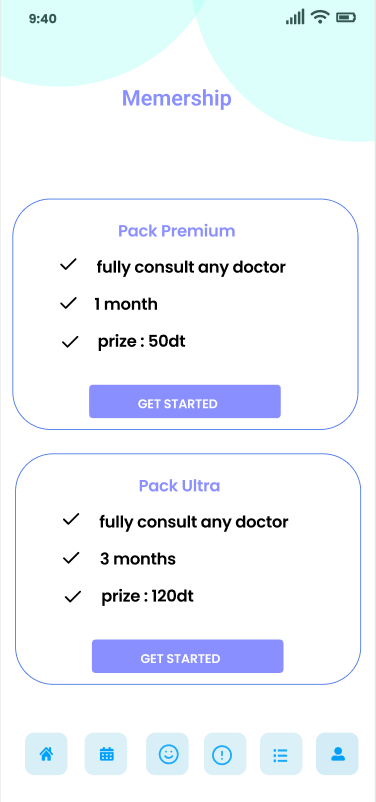 9:40
Memership
Pack Premium
fully consult any doctor
1 month
prize : 50dt
GET STARTED
Pack Ultra
fully consult any doctor
3 months
prize : 120dt
GET STARTED